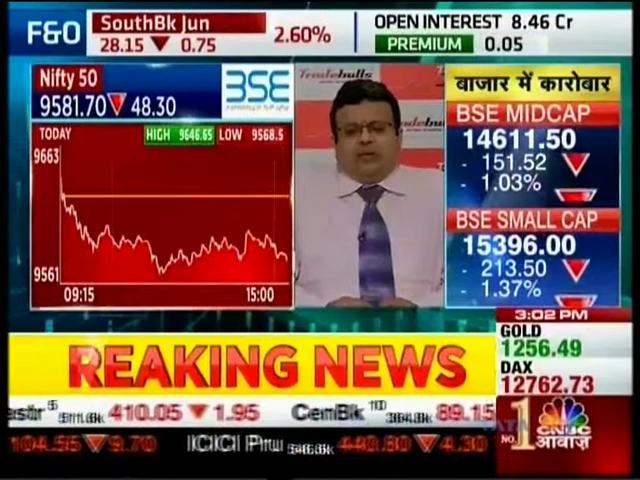 F&O
SouthBk Jun
28.15 ▼ 0.75
2.60%
OPEN INTEREST 8.46 Cr
PREMIUM 0.05
Nifty 50
9581.70 ▼ 48.30
BSE
TODAY HIGH 9646.65 LOW 9568.5
9663
9561
09:15 15:00
Tradebulls
debulls
बाजार में कारोबार
BSE MIDCAP
14611.50
- 151.52
- 1.03%
BSE SMALL CAP
15396.00
- 213.50
- 1.37%
3:02 PM
GOLD
1256.49
DAX
12762.73
REAKING NEWS
410.05 ▼ 1.95
CenBk
89.15
104.55 ▼ 9.70
ICICI Pru
440.80 ▼ 4.30
NO. 1
CNBC
आवाज़